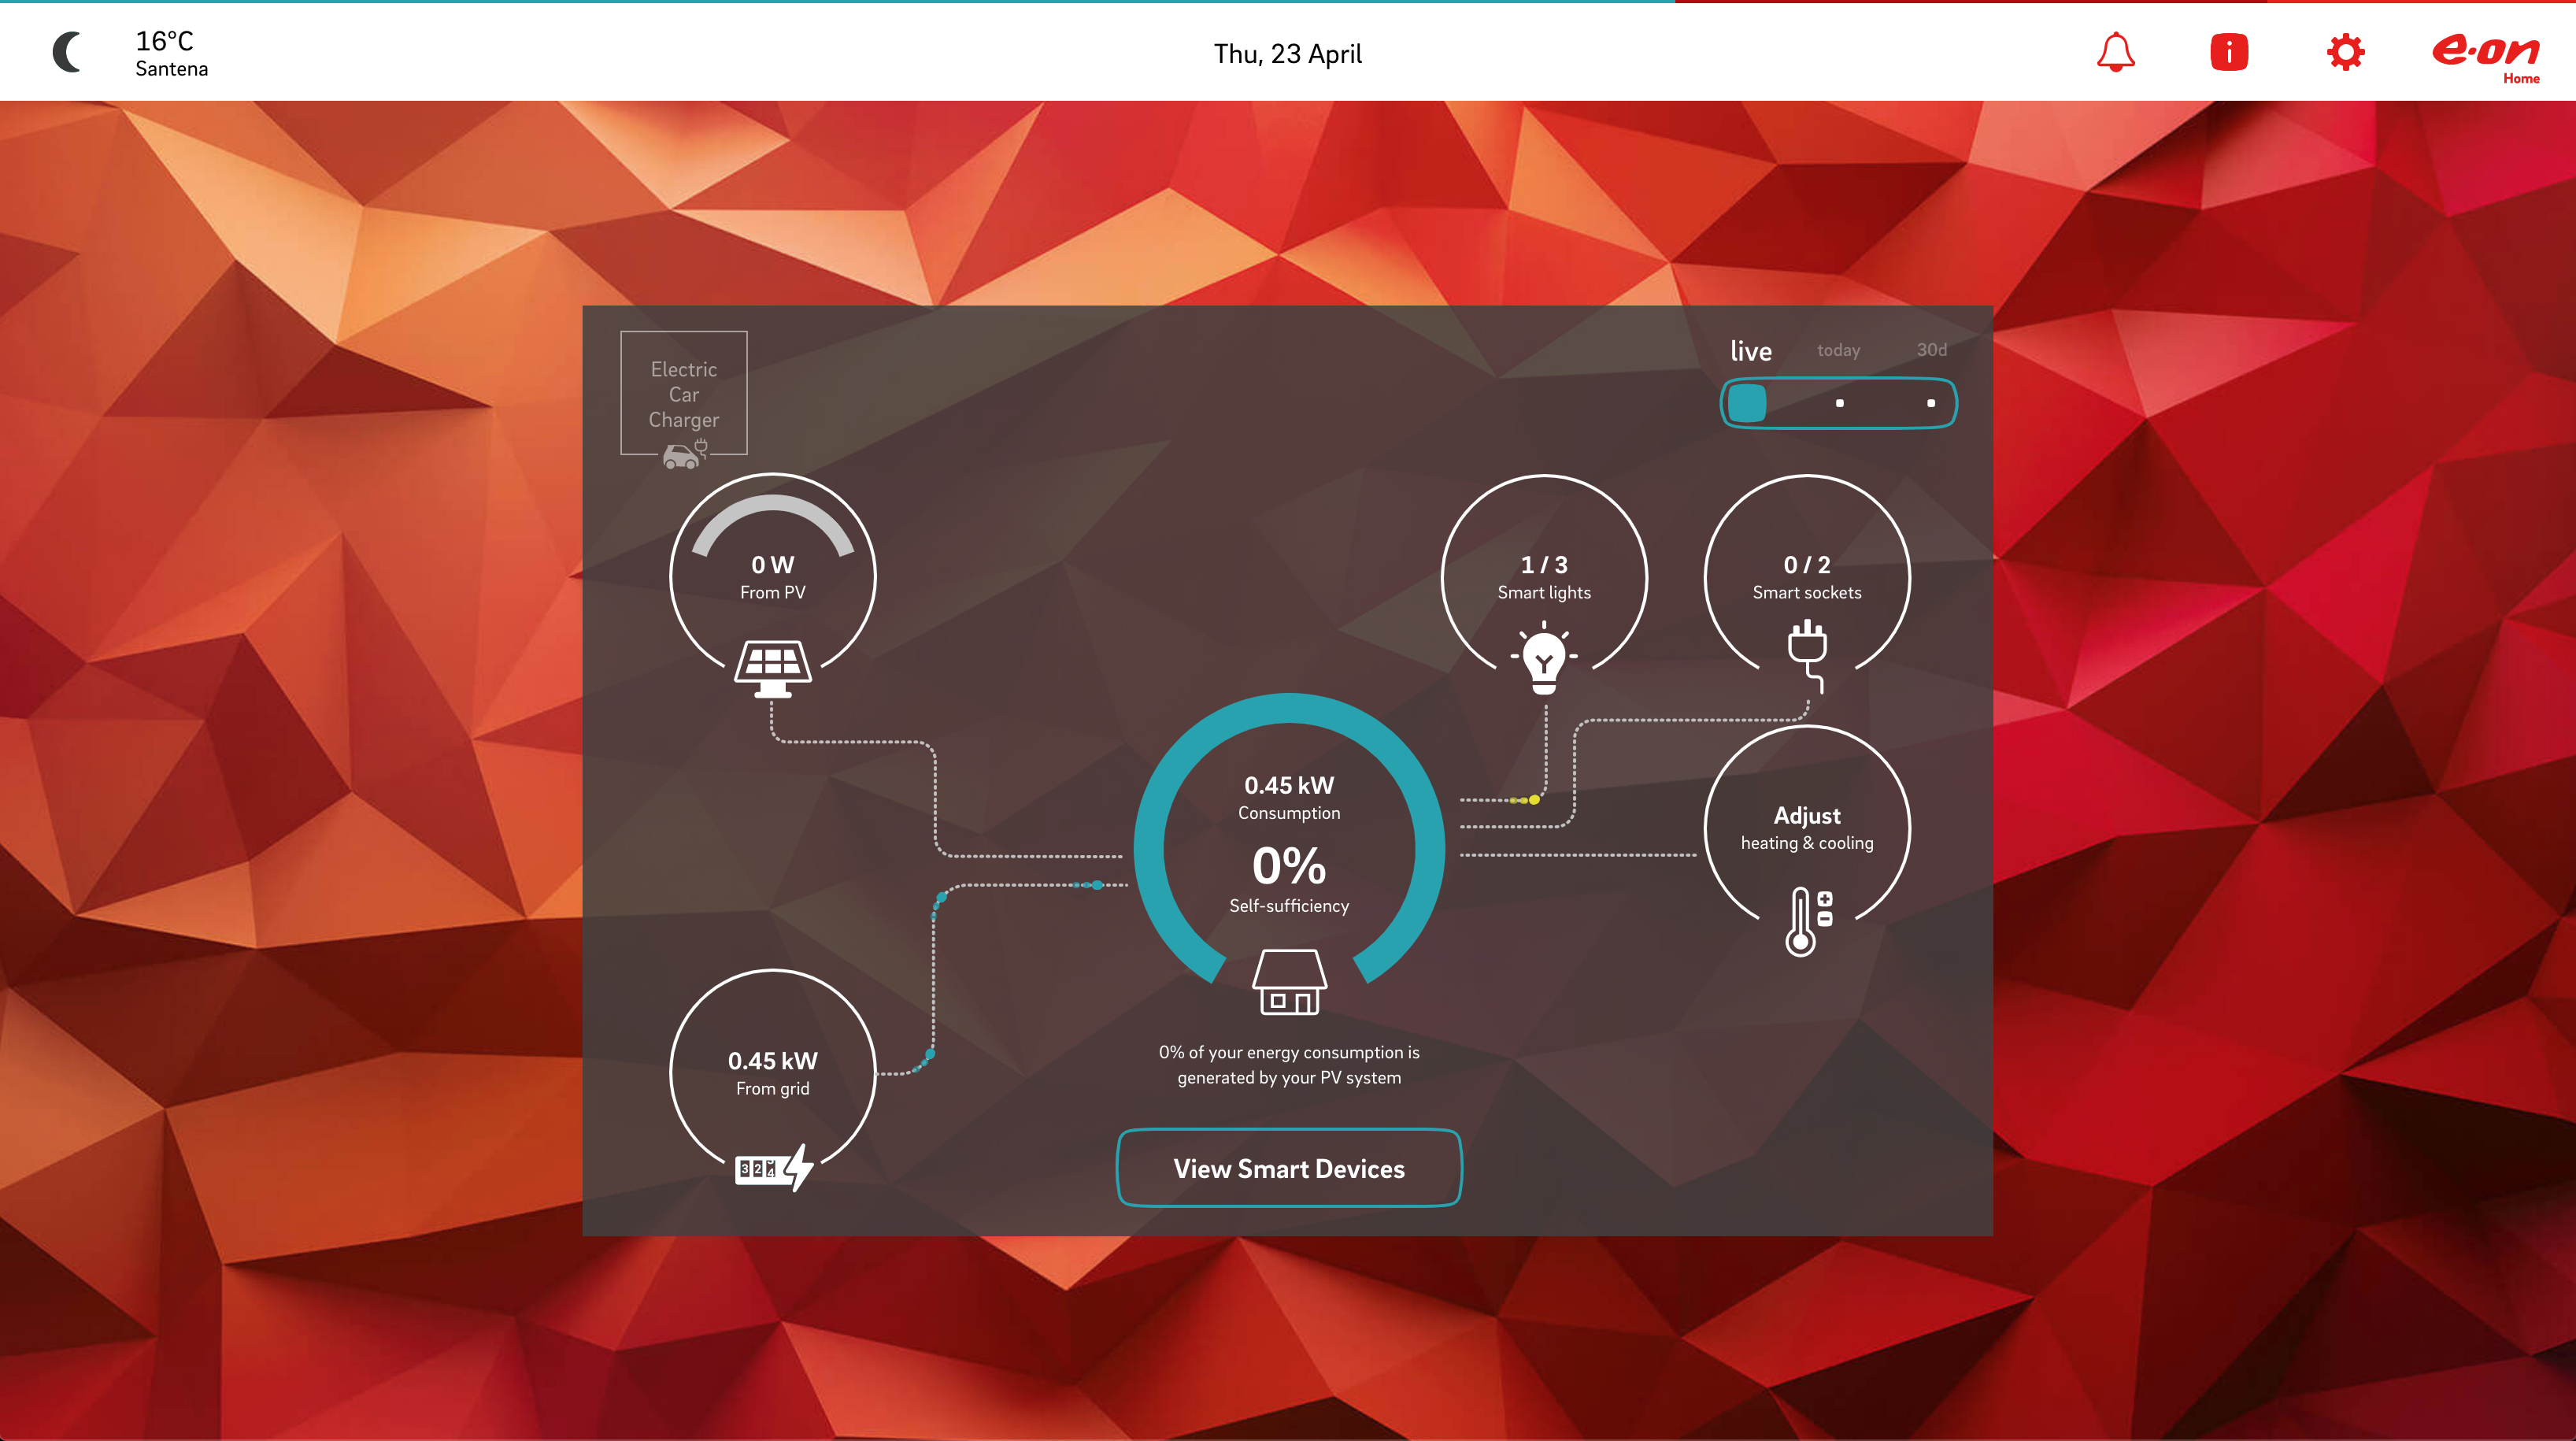 16°C
Santena
Thu, 23 April
i
e·on
Home
Electric
Car
Charger
live
today
30d
0 W
From PV
1 / 3
Smart lights
0 / 2
Smart sockets
0.45 kW
Consumption
0%
Self-sufficiency
Adjust
heating & cooling
0.45 kW
From grid
324
0% of your energy consumption is
generated by your PV system
View Smart Devices